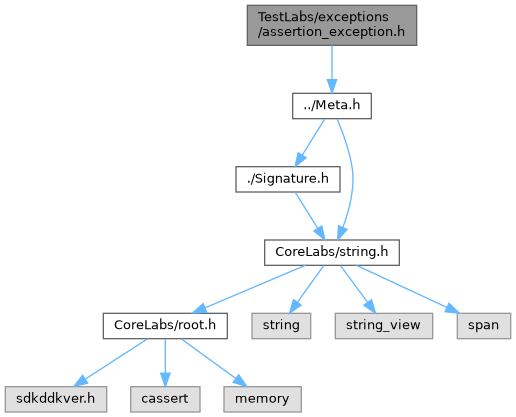 TestLabs/exceptions
/assertion_exception.h
../Meta.h
./Signature.h
CoreLabs/string.h
CoreLabs/root.h
string
string_view
span
sdkddkver.h
cassert
memory